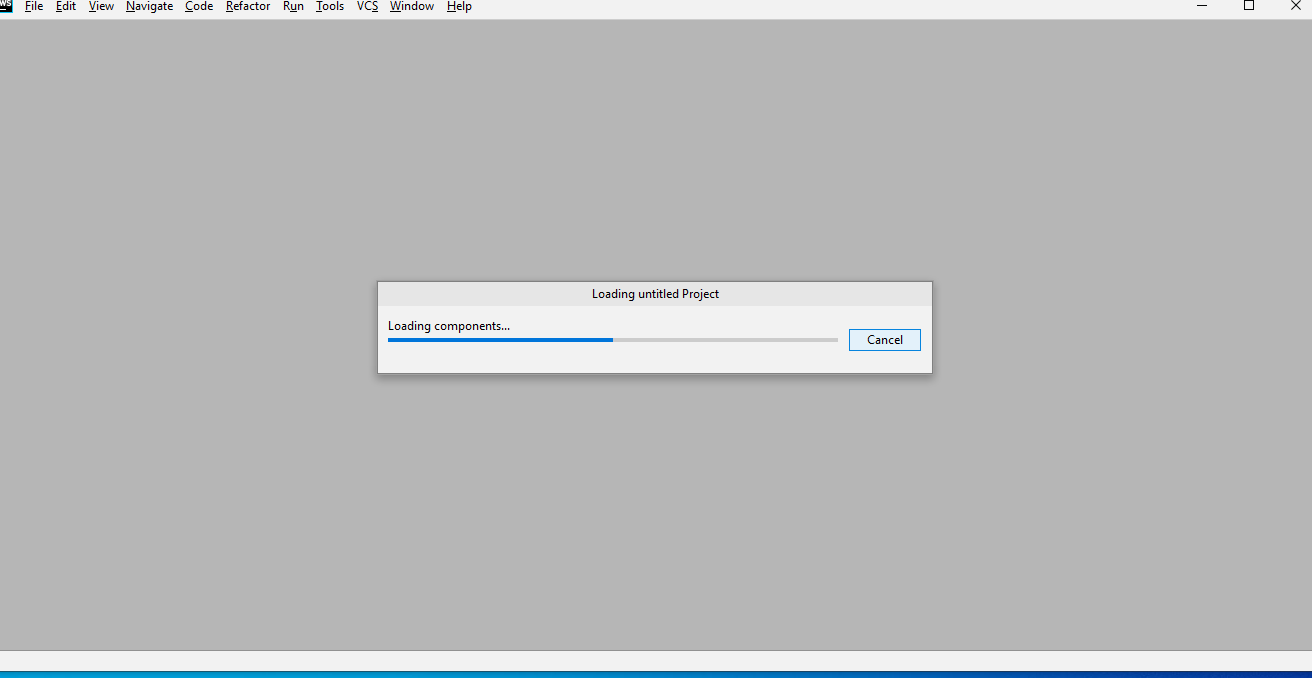 WS
File Edit View Navigate Code Refactor Run Tools VCS Window Help
Loading untitled Project
Loading components...
Cancel